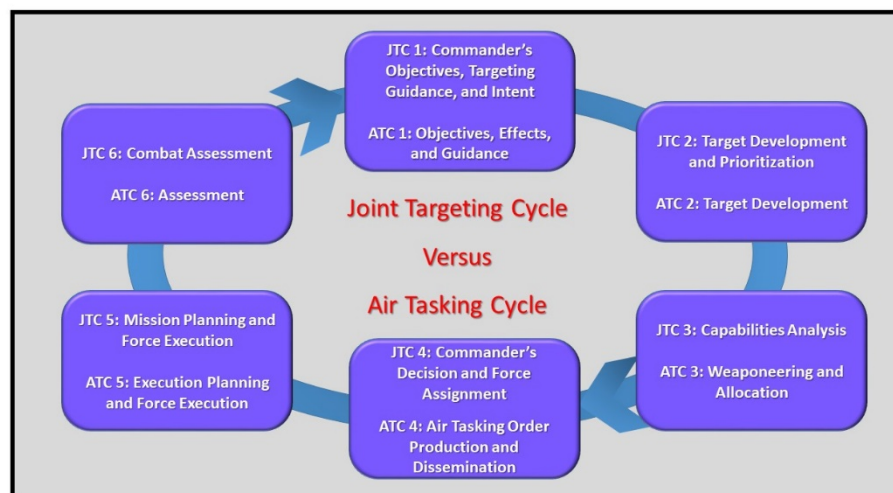 JTC 1: Commander's
Objectives, Targeting
Guidance, and Intent
ATC 1: Objectives, Effects,
and Guidance
JTC 2: Target Development
and Prioritization
ATC 2: Target Development
JTC 3: Capabilities Analysis
ATC 3: Weaponeering and
Allocation
JTC 4: Commander's
Decision and Force
Assignment
ATC 4: Air Tasking Order
Production and
Dissemination
JTC 5: Mission Planning and
Force Execution
ATC 5: Execution Planning
and Force Execution
JTC 6: Combat Assessment
ATC 6: Assessment
Joint Targeting Cycle
Versus
Air Tasking Cycle